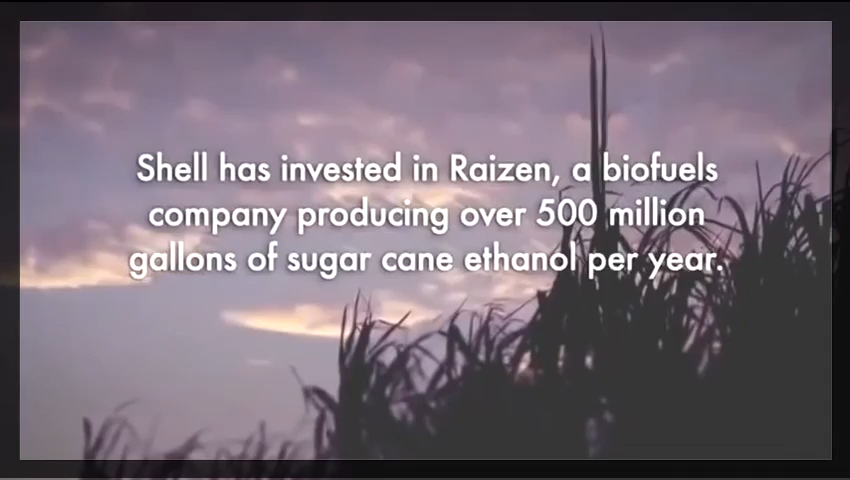 Shell has invested in Raizen, a biofuels
company producing over 500 million
gallons of sugar cane ethanol per year.